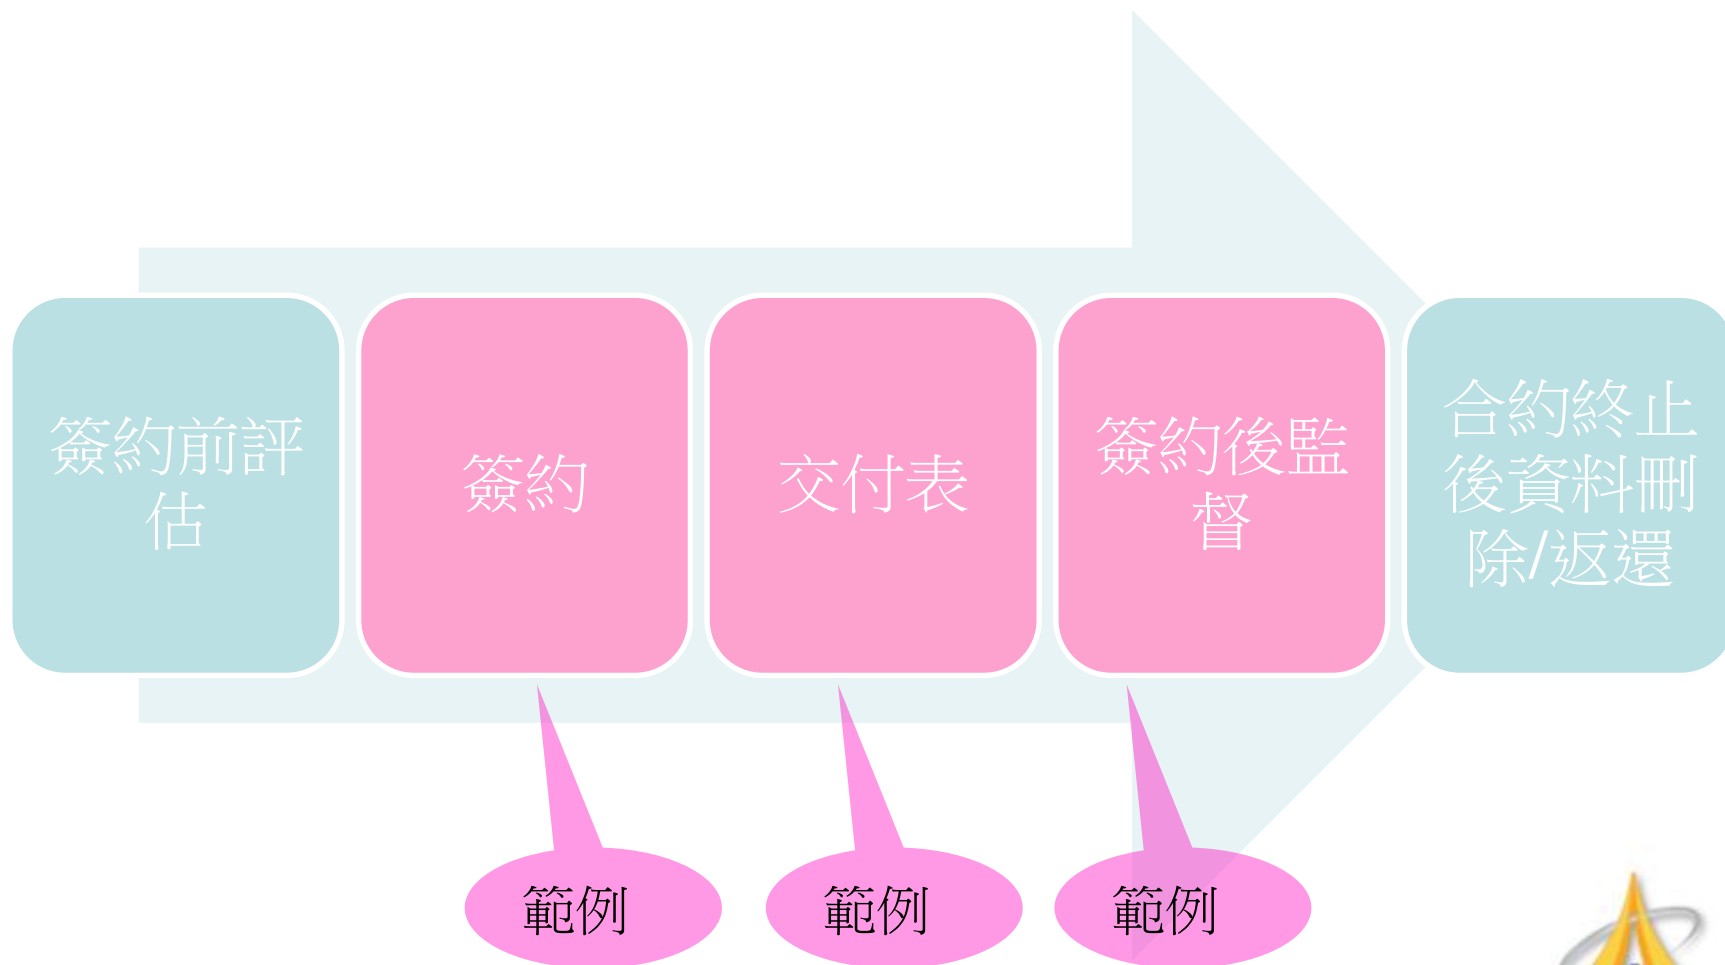 簽約前評
估
簽約
交付表
簽約後監
督
合約終止
後資料刪
除/返還
範例
範例
範例